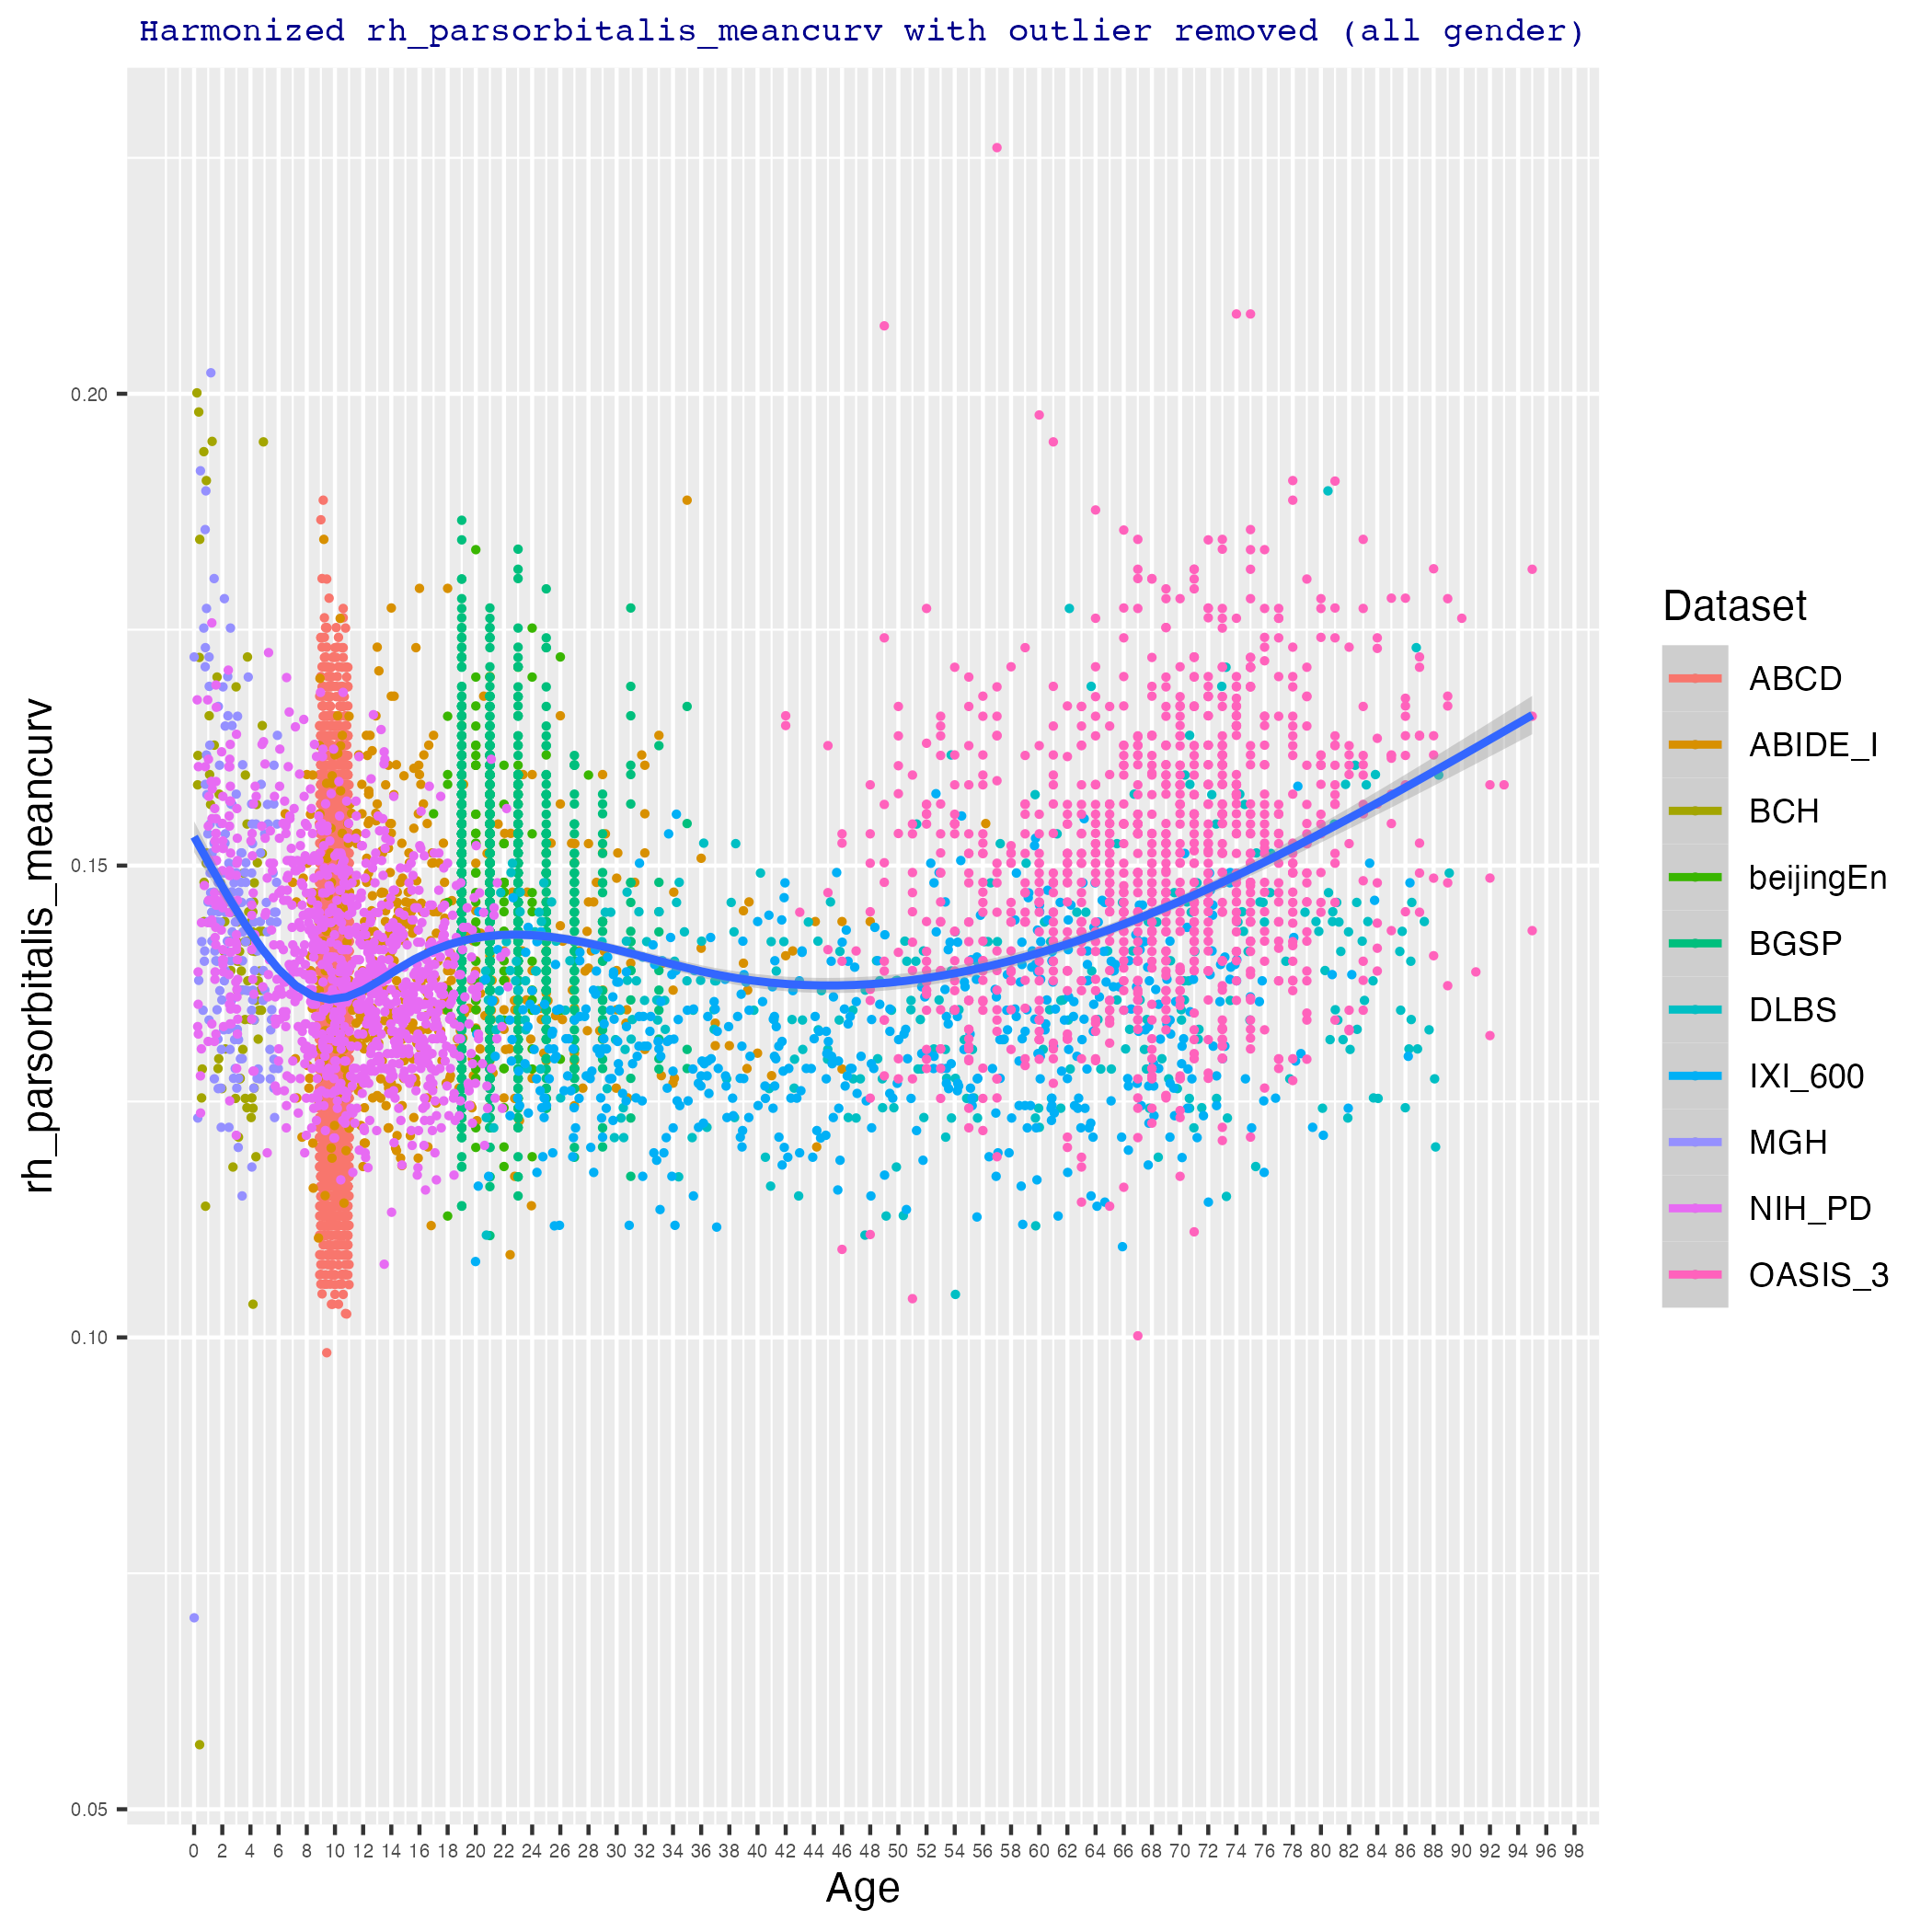 Harmonized rh_parsorbitalis_meancurv with outlier removed (all gender)
rh_parsorbitalis_meancurv
0.20
0.15
0.10
0.05
0 2 4 6 8 10 12 14 16 18 20 22 24 26 28 30 32 34 36 38 40 42 44 46 48 50 52 54 56 58 60 62 64 66 68 70 72 74 76 78 80 82 84 86 88 90 92 94 96 98
Age
Dataset
ABCD
ABIDE_I
BCH
beijingEn
BGSP
DLBS
IXI_600
MGH
NIH_PD
OASIS_3